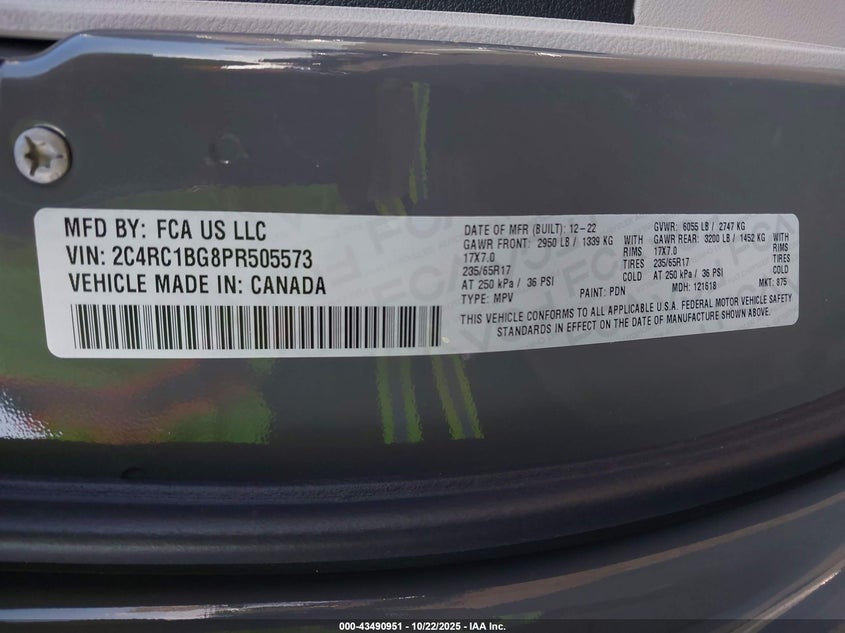 MFD BY: FCA US LLC
VIN: 2C4RC1BG8PR505573
VEHICLE MADE IN: CANADA
DATE OF MFR (BUILT): 12-22
GAWR FRONT: 2950 LB / 1339 KG WITH
17X7.0 RIMS
235/65R17 TIRES
AT 250 kPa / 36 PSI COLD
TYPE: MPV
PAINT: PDN
GVWR: 6055 LB / 2747 KG
GAWR REAR: 3200 LB / 1452 KG WITH
17X7.0 RIMS
235/65R17 TIRES
AT 250 kPa / 36 PSI COLD
MDH: 121618
MKT: 875
THIS VEHICLE CONFORMS TO ALL APPLICABLE U.S.A. FEDERAL MOTOR VEHICLE SAFETY
STANDARDS IN EFFECT ON THE DATE OF MANUFACTURE SHOWN ABOVE.
000-43490951 - 10/22/2025 - IAA Inc.